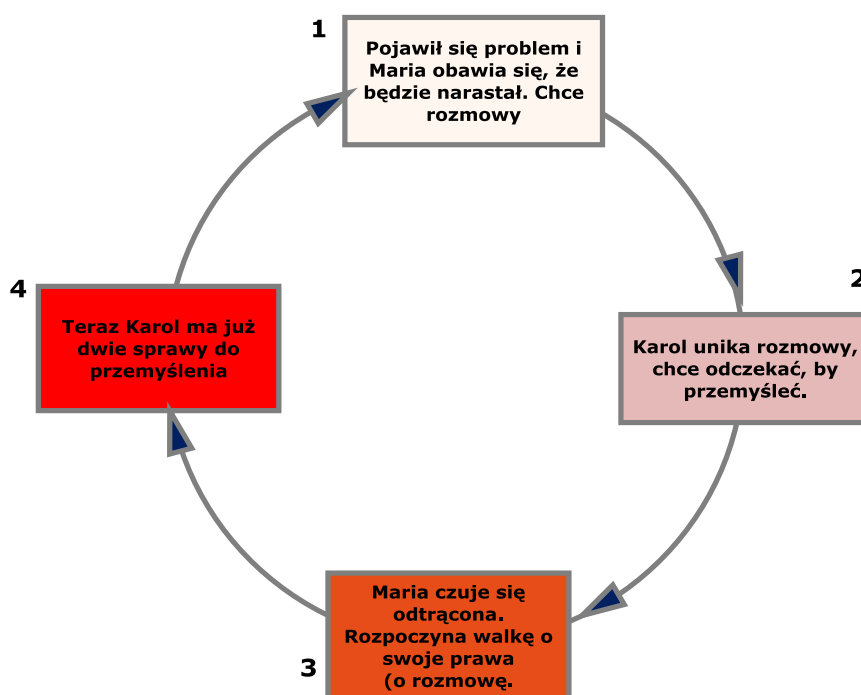 1
Pojawił się problem i
Maria obawia się, że
będzie narastał. Chce
rozmowy
2
Karol unika rozmowy,
chce odczekać, by
przemyśleć.
3
Maria czuje się
odtrącona.
Rozpoczyna walkę o
swoje prawa
(o rozmowę.
4
Teraz Karol ma już
dwie sprawy do
przemyślenia